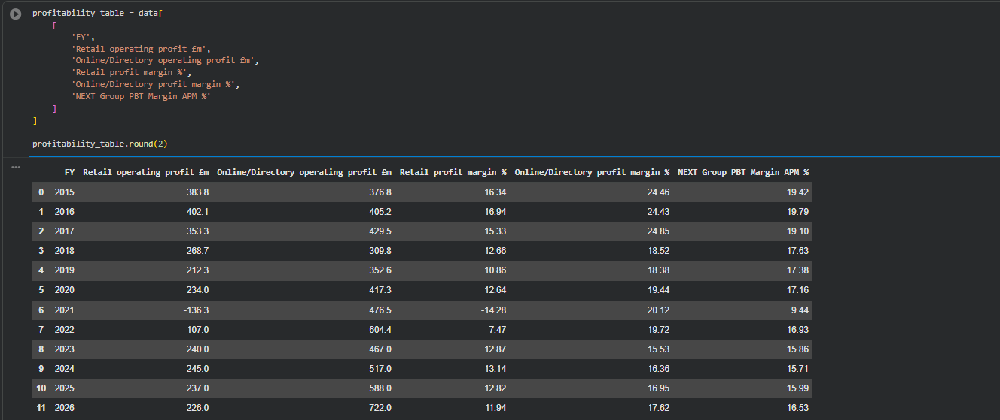 profitability_table = data[
[
'FY',
'Retail operating profit £m',
'Online/Directory operating profit £m',
'Retail profit margin %',
'Online/Directory profit margin %',
'NEXT Group PBT Margin APM %'
]
]
profitability_table.round(2)
FY Retail operating profit £m Online/Directory operating profit £m Retail profit margin % Online/Directory profit margin % NEXT Group PBT Margin APM %
0 2015 383.8 376.8 16.34 24.46 19.42
1 2016 402.1 405.2 16.94 24.43 19.79
2 2017 353.3 429.5 15.33 24.85 19.10
3 2018 268.7 309.8 12.66 18.52 17.63
4 2019 212.3 352.6 10.86 18.38 17.38
5 2020 234.0 417.3 12.64 19.44 17.16
6 2021 -136.3 476.5 -14.28 20.12 9.44
7 2022 107.0 604.4 7.47 19.72 16.93
8 2023 240.0 467.0 12.87 15.53 15.86
9 2024 245.0 517.0 13.14 16.36 15.71
10 2025 237.0 588.0 12.82 16.95 15.99
11 2026 226.0 722.0 11.94 17.62 16.53